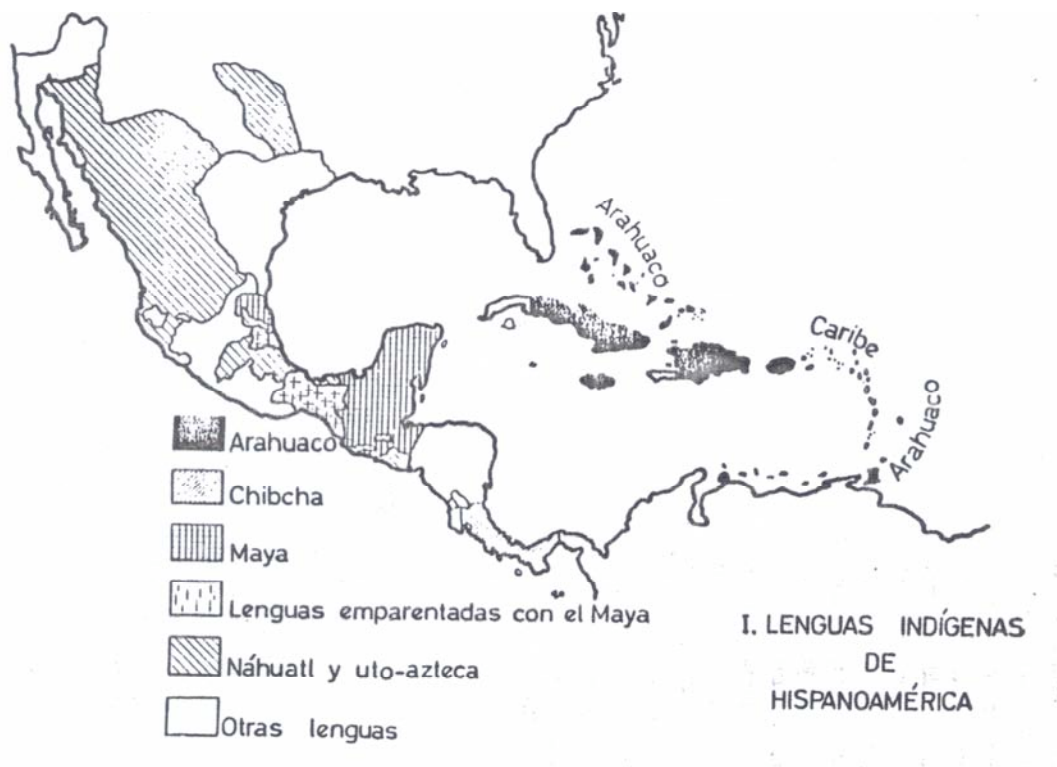 Arahuaco
Caribe
Arahuaco
Arahuaco
Chibcha
Maya
Lenguas emparentadas con el Maya
Náhuatl y uto-azteca
Otras lenguas
I. LENGUAS INDÍGENAS
DE
HISPANOAMÉRICA